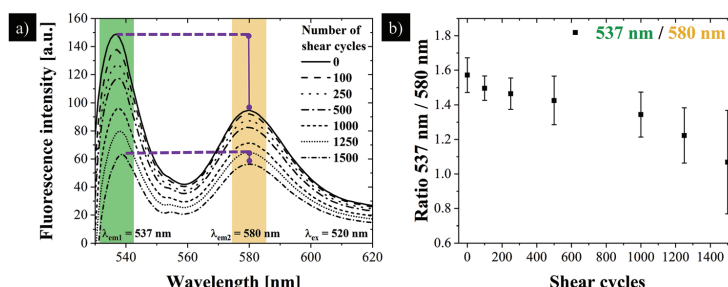 a)
Fluorescence intensity [a.u.]
160
140
120
100
80
60
40
20
0
Number of
shear cycles
0
100
250
500
1000
1250
1500
λem1 = 537 nm
λem2 = 580 nm
λex = 520 nm
540
560
580
600
620
Wavelength [nm]
b)
537 nm / 580 nm
Ratio 537 nm / 580 nm
1.8
1.6
1.4
1.2
1.0
0.8
0.6
0 200 400 600 800 1000 1200 1400
Shear cycles